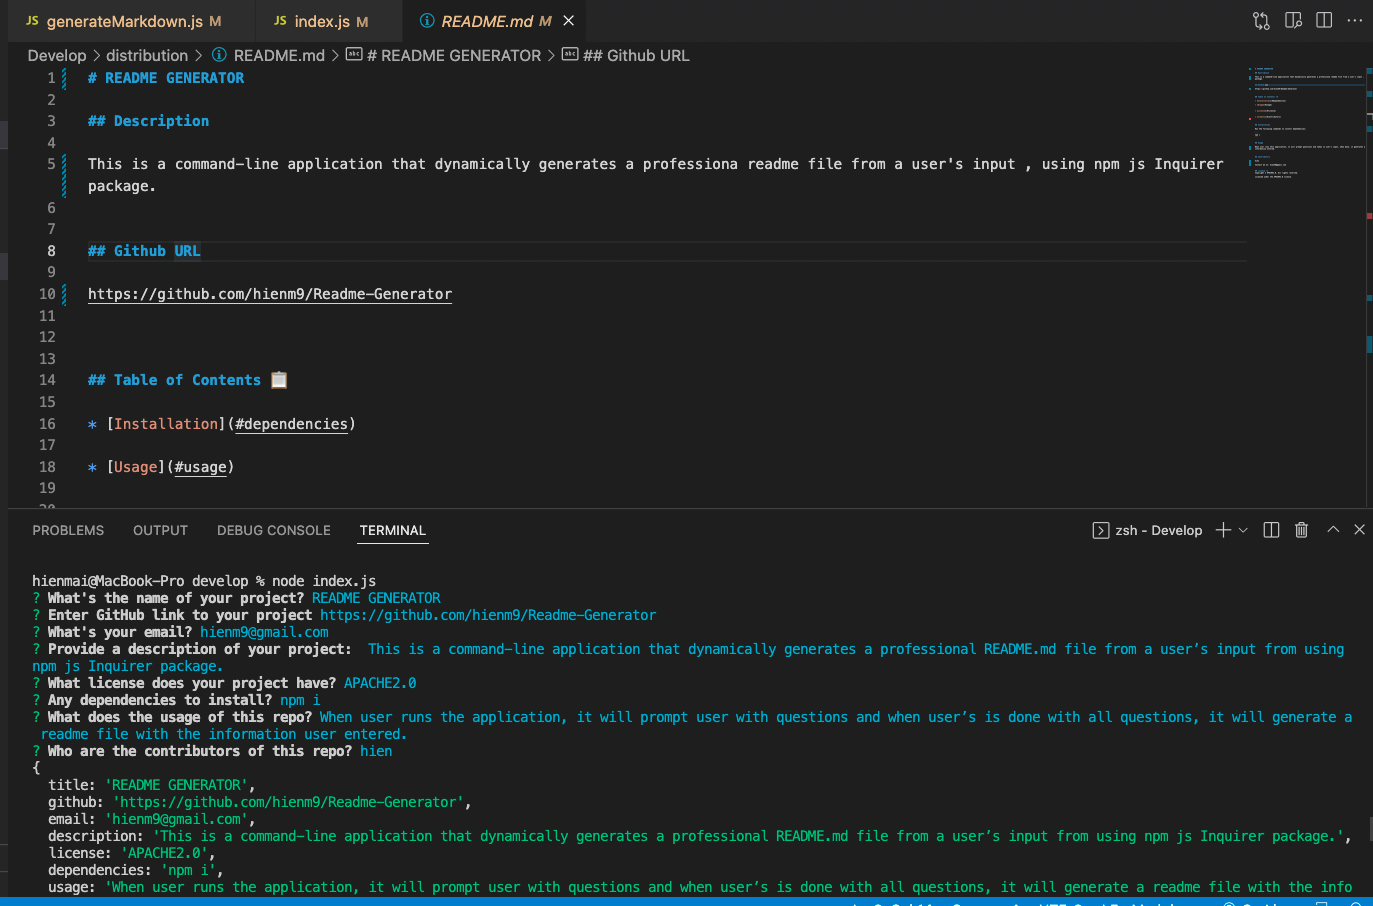 JS generateMarkdown.js M JS index.js M README.md M
Develop > distribution > README.md > # README GENERATOR > ## Github URL
1 # README GENERATOR
2
3 ## Description
4
5 This is a command-line application that dynamically generates a professiona readme file from a user's input , using npm js Inquirer
package.
6
7
8 ## Github URL
9
10 https://github.com/hienm9/Readme-Generator
11
12
13
14 ## Table of Contents 📋
15
16 * [Installation](#dependencies)
17
18 * [Usage](#usage)
19
20
PROBLEMS OUTPUT DEBUG CONSOLE TERMINAL zsh - Develop
hienmai@MacBook-Pro develop % node index.js
? What's the name of your project? README GENERATOR
? Enter GitHub link to your project https://github.com/hienm9/Readme-Generator
? What's your email? hienm9@gmail.com
? Provide a description of your project:  This is a command-line application that dynamically generates a professional README.md file from a user’s input from using
npm js Inquirer package.
? What license does your project have? APACHE2.0
? Any dependencies to install? npm i
? What does the usage of this repo? When user runs the application, it will prompt user with questions and when user’s is done with all questions, it will generate a
readme file with the information user entered.
? Who are the contributors of this repo? hien
{
title: 'README GENERATOR',
github: 'https://github.com/hienm9/Readme-Generator',
email: 'hienm9@gmail.com',
description: 'This is a command-line application that dynamically generates a professional README.md file from a user’s input from using npm js Inquirer package.',
license: 'APACHE2.0',
dependencies: 'npm i',
usage: 'When user runs the application, it will prompt user with questions and when user’s is done with all questions, it will generate a readme file with the info